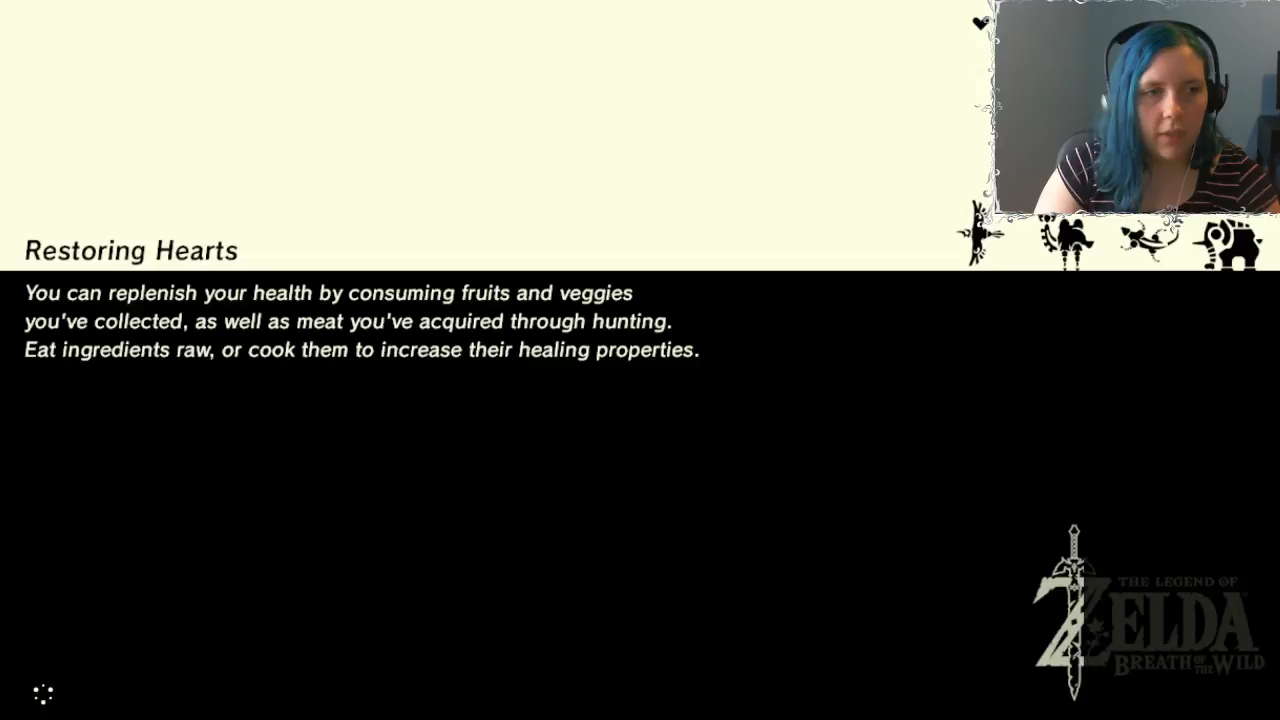 Restoring Hearts
You can replenish your health by consuming fruits and veggies
you've collected, as well as meat you've acquired through hunting.
Eat ingredients raw, or cook them to increase their healing properties.
THE LEGEND OF
ZELDA
BREATH OF THE WILD